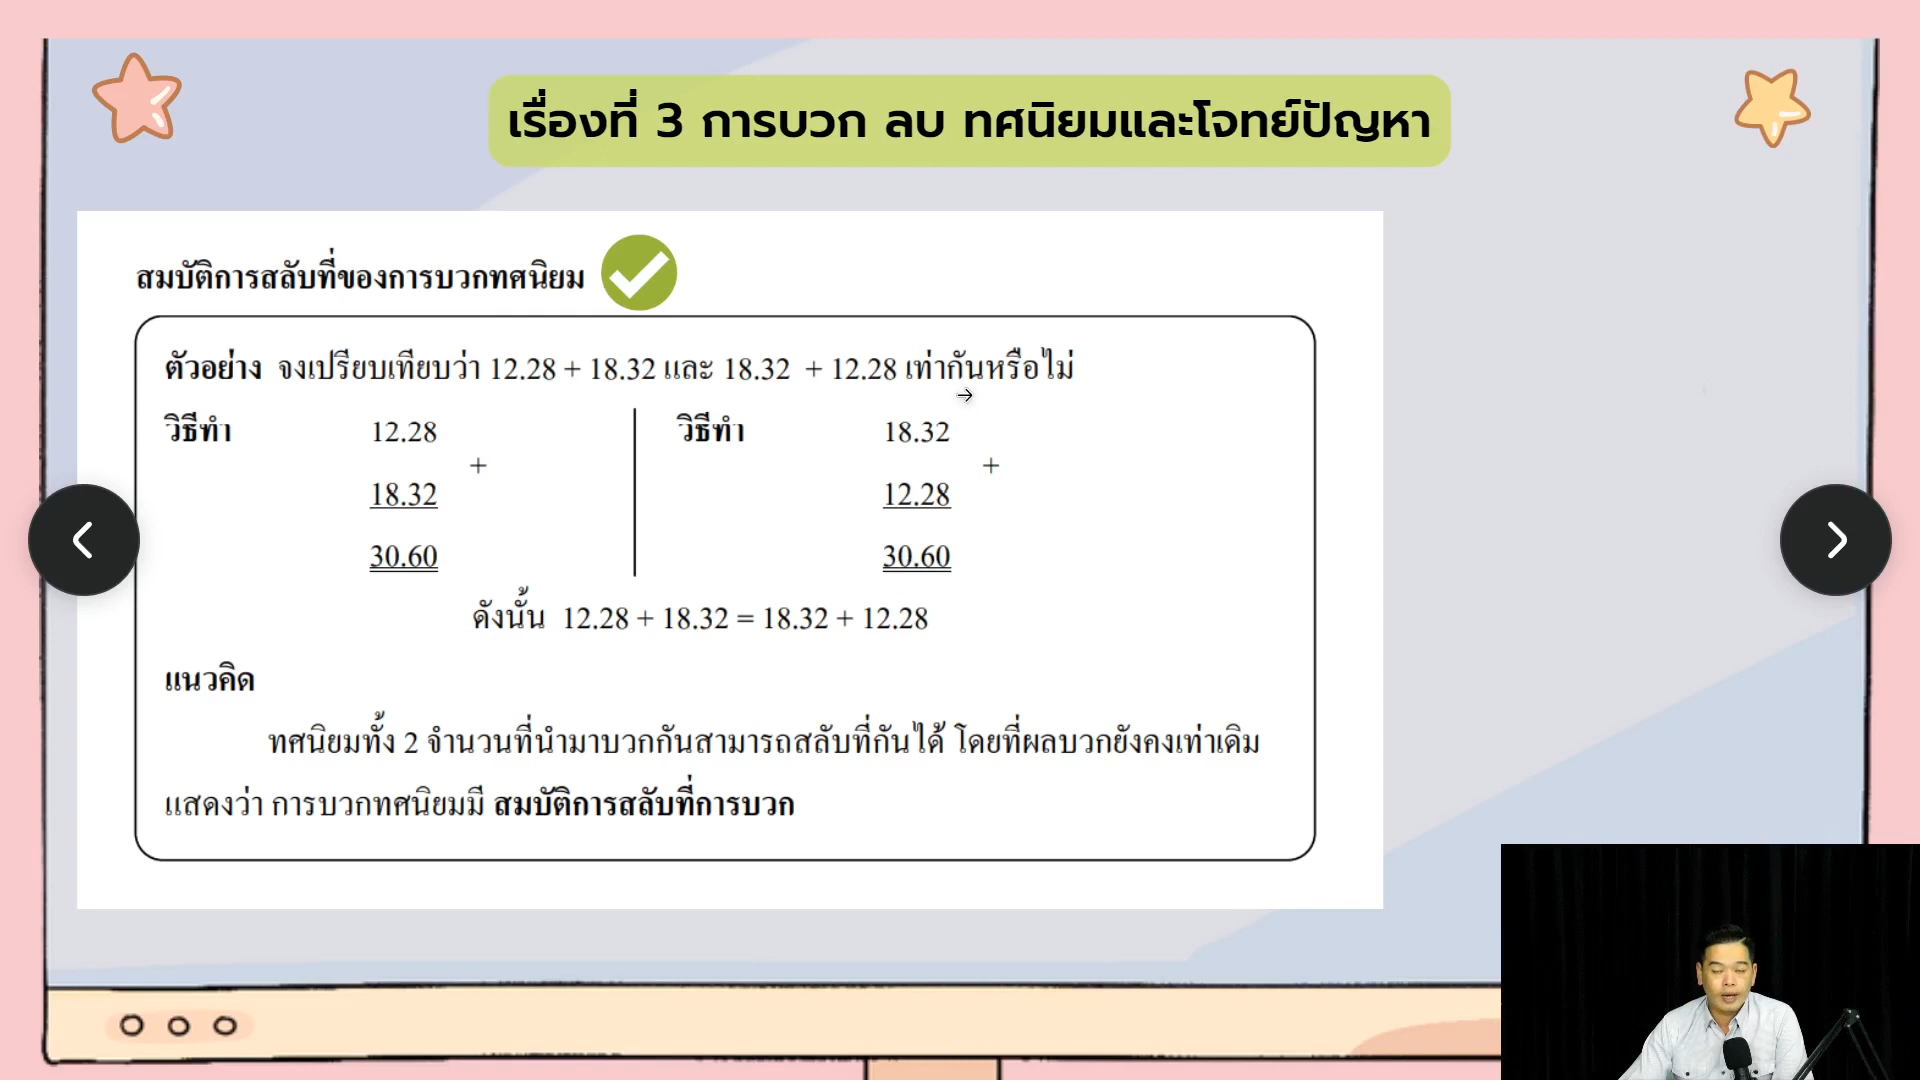 เรื่องที่ 3 การบวก ลบ ทศนิยมและโจทย์ปัญหา
สมบัติการสลับที่ของการบวกทศนิยม
ตัวอย่าง จงเปรียบเทียบว่า 12.28 + 18.32 และ 18.32 + 12.28 เท่ากันหรือไม่
วิธีทำ 12.28
+
18.32
30.60
วิธีทำ 18.32
+
12.28
30.60
ดังนั้น 12.28 + 18.32 = 18.32 + 12.28
แนวคิด
ทศนิยมทั้ง 2 จำนวนที่นำมาบวกกันสามารถสลับที่กันได้ โดยที่ผลบวกยังคงเท่าเดิม
แสดงว่า การบวกทศนิยมมี สมบัติการสลับที่การบวก